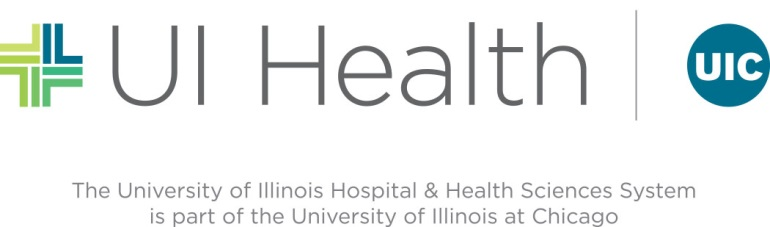 UI Health UIC
The University of Illinois Hospital & Health Sciences System
is part of the University of Illinois at Chicago